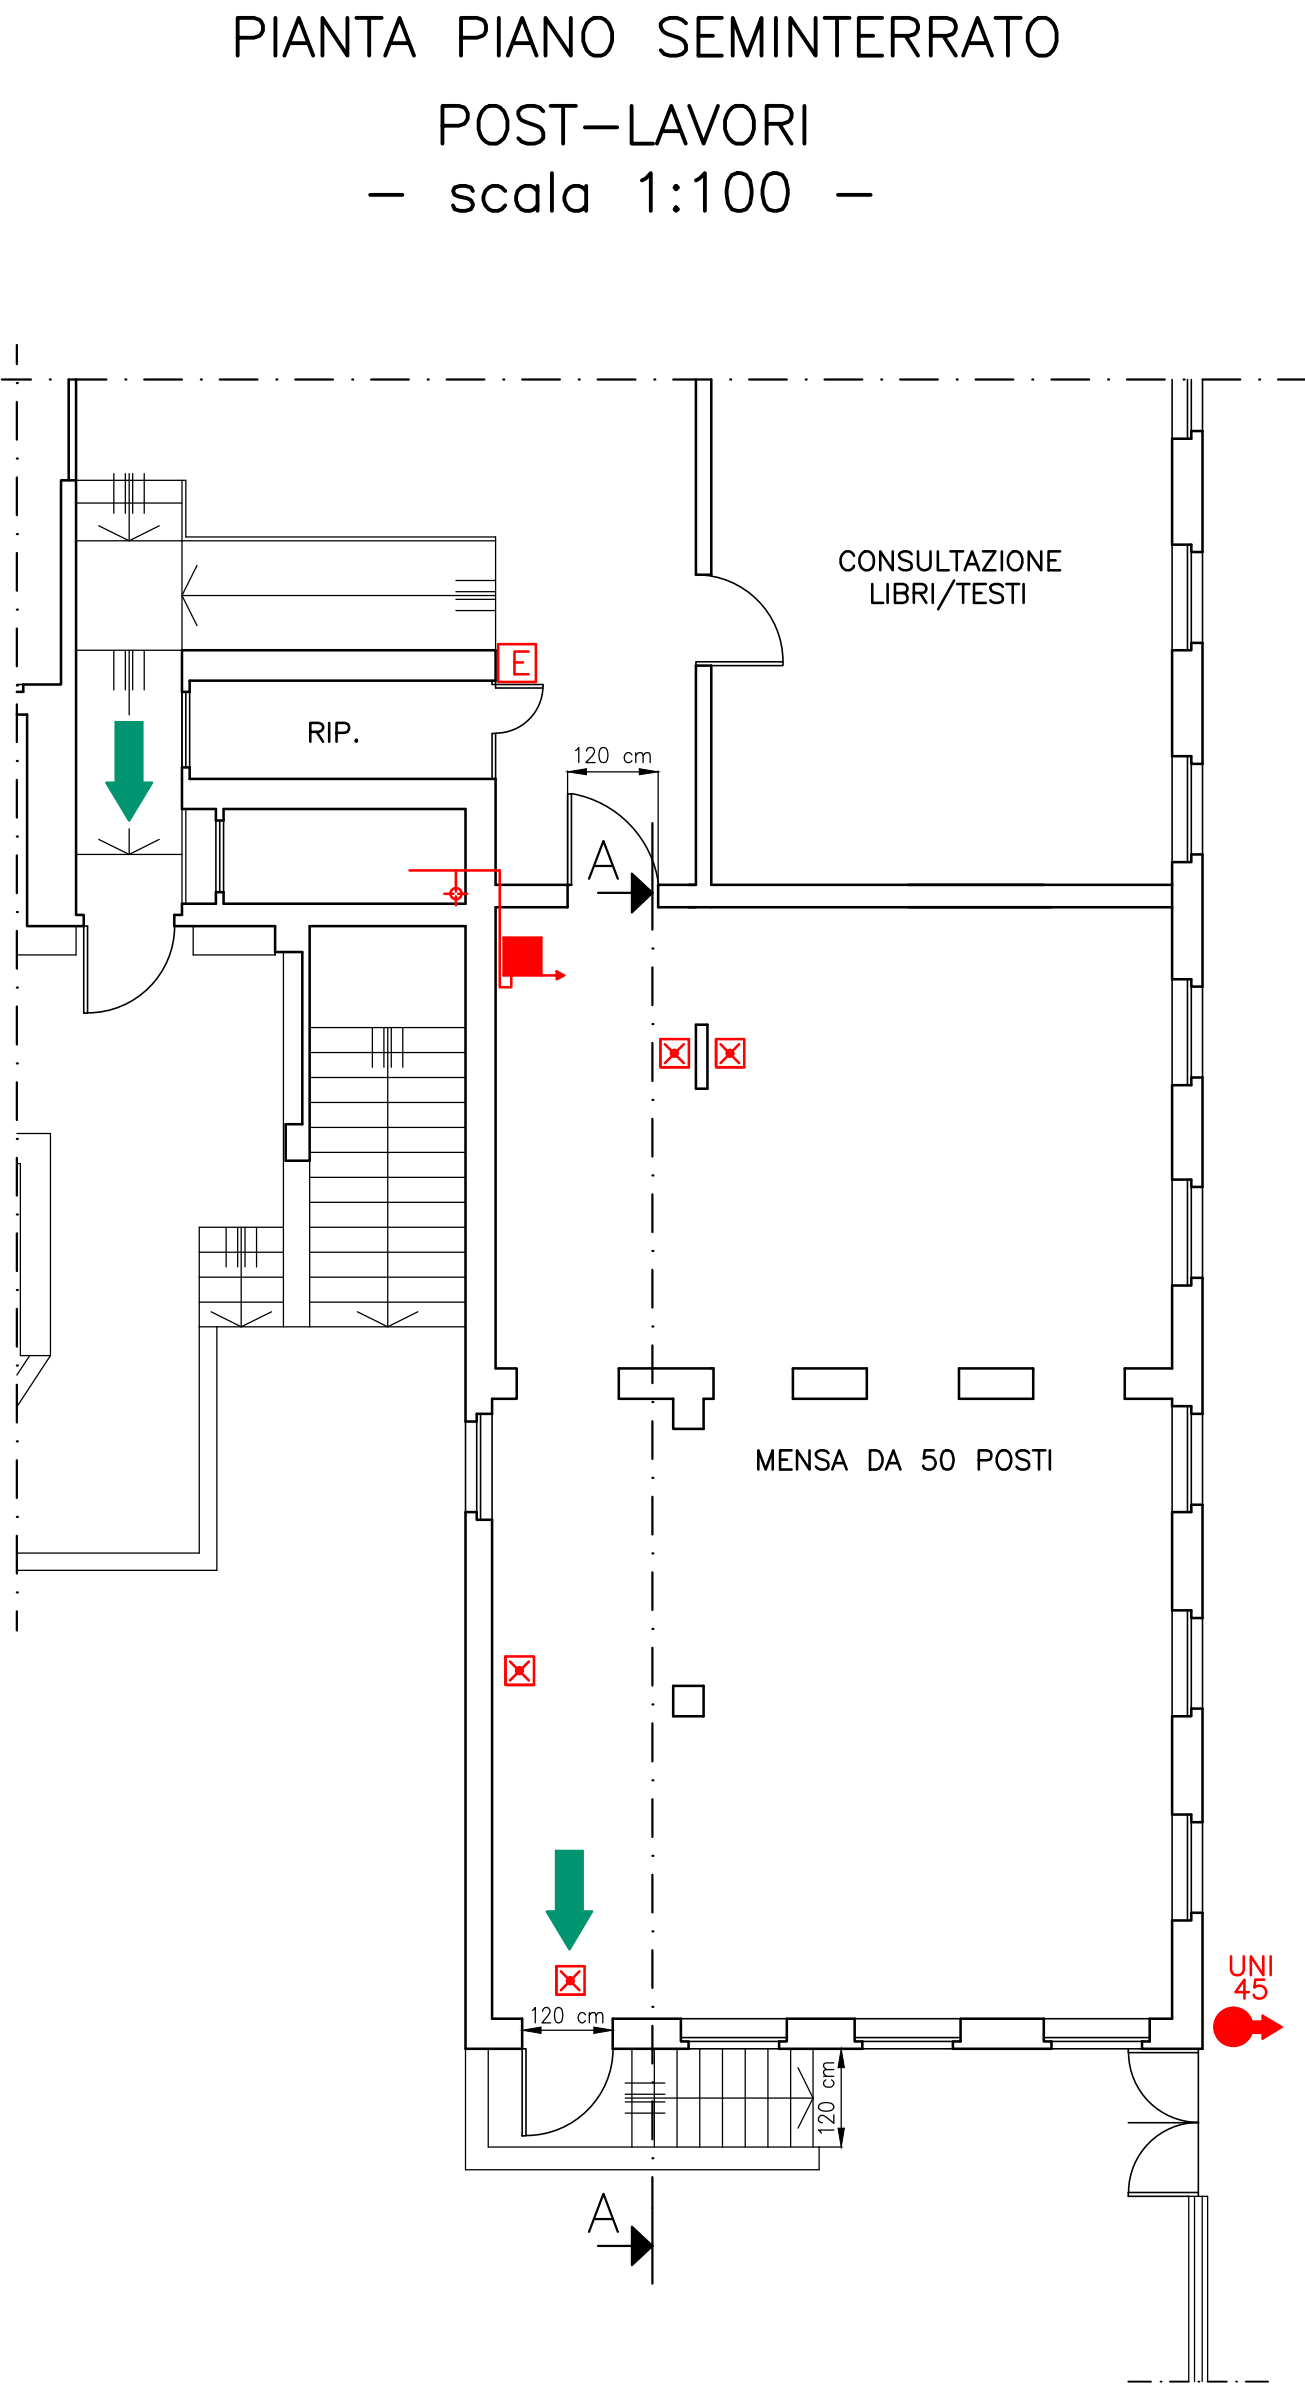 PIANTA PIANO SEMINTERRATO
POST-LAVORI
- scala 1:100 -
CONSULTAZIONE
LIBRI/TESTI
E
RIP.
120 cm
A
MENSA DA 50 POSTI
UNI
45
120 cm
120 cm
A